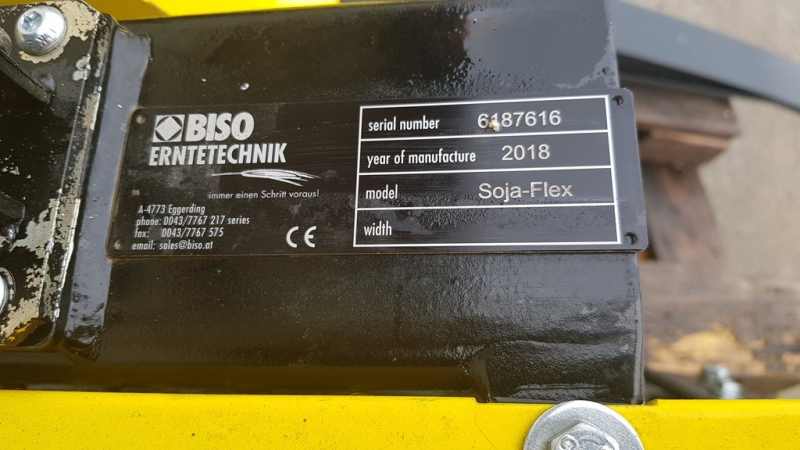 BISO
ERNTETECHNIK
immer einen Schritt voraus!
A-4773 Eggerding
phone: 0043/7767 217 series
fax: 0043/7767 575
email: sales@biso.at
CE
serial number 6187616
year of manufacture 2018
model Soja-Flex
width